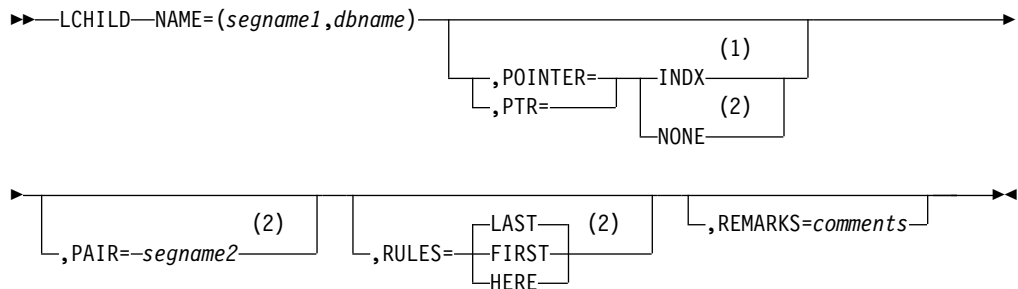 LCHILD NAME=(segname1,dbname)
(1)
,POINTER= INDX
,PTR= (2)
NONE
(2)
,PAIR=segname2
LAST (2)
,RULES= FIRST
HERE
,REMARKS=comments